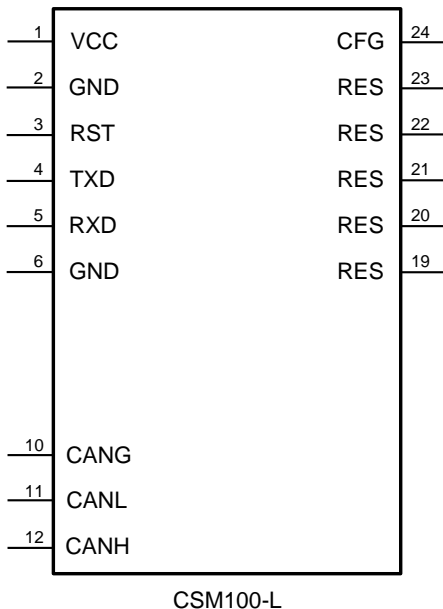 1 VCC CFG 24
2 GND RES 23
3 RST RES 22
4 TXD RES 21
5 RXD RES 20
6 GND RES 19
10 CANG
11 CANL
12 CANH
CSM100-L